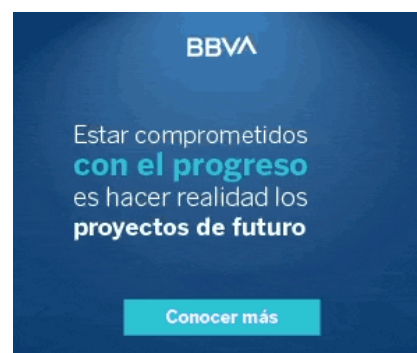 BBVA
Estar comprometidos
con el progreso
es hacer realidad los
proyectos de futuro
Conocer más